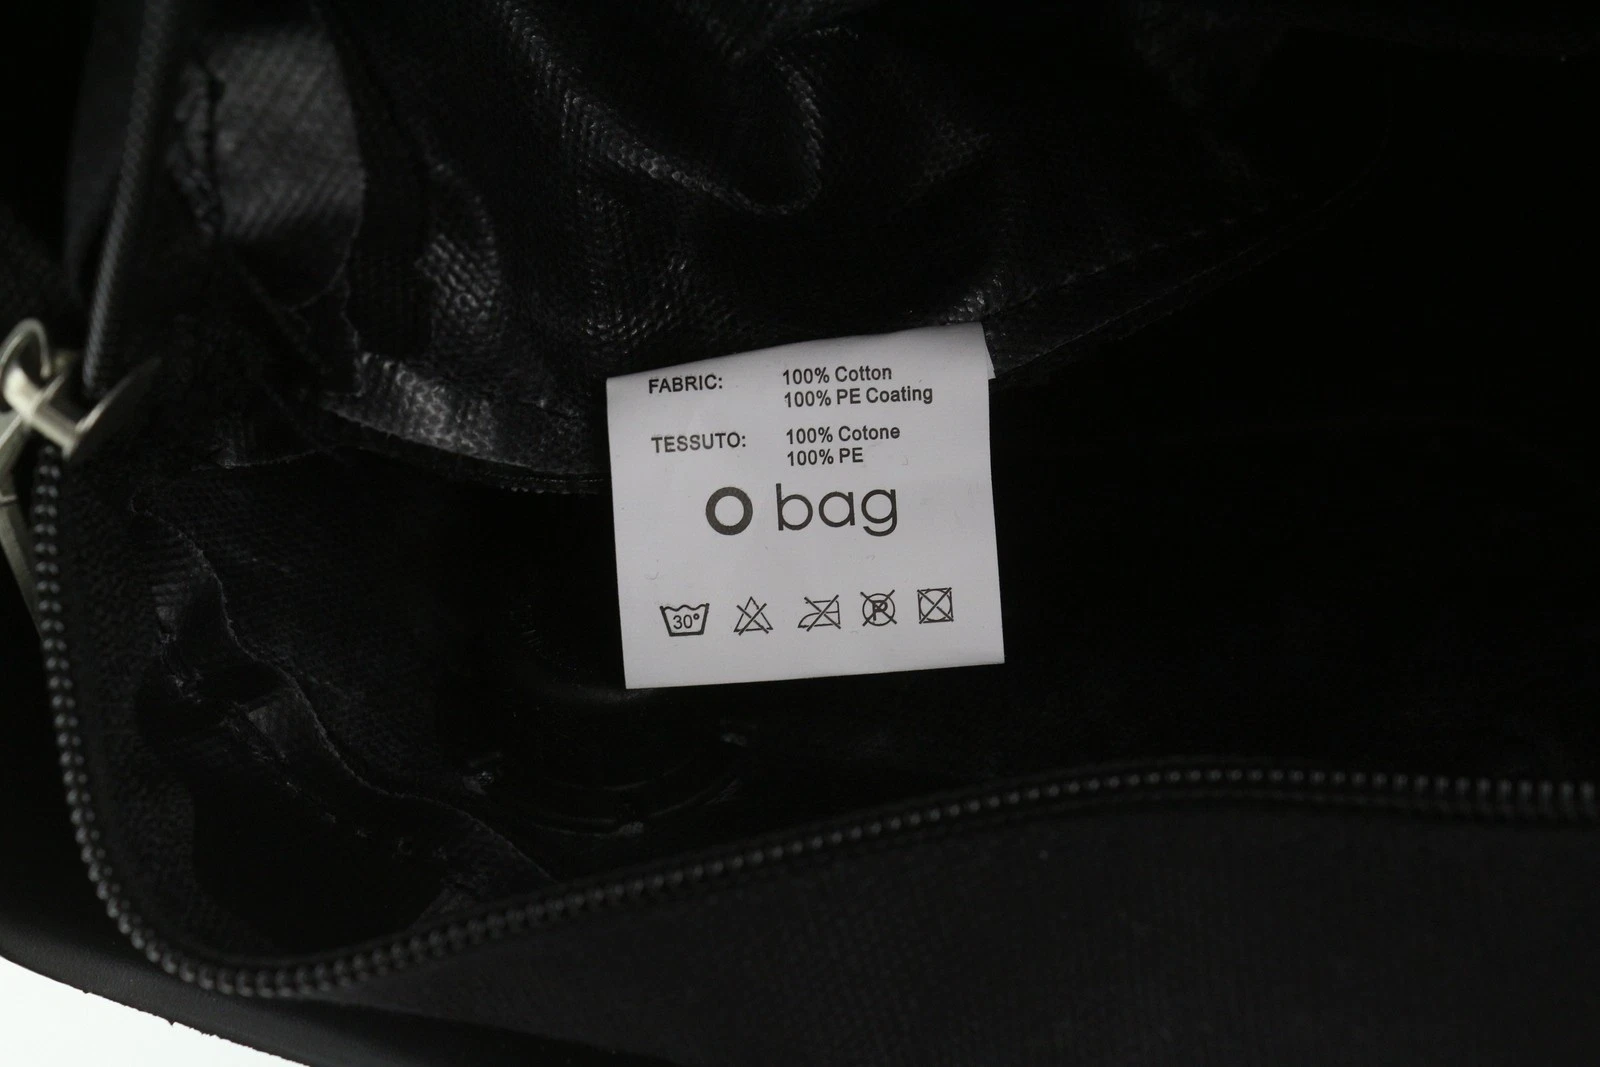 FABRIC: 100% Cotton
100% PE Coating
TESSUTO: 100% Cotone
100% PE
O bag
30° P